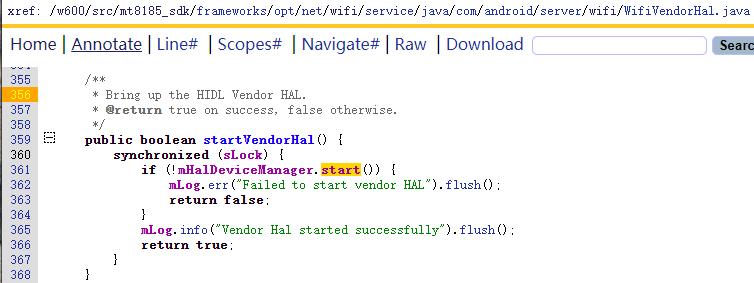 xref: /w600/src/mt8185_sdk/frameworks/opt/net/wifi/service/java/com/android/server/wifi/WifiVendorHal.java
Home | Annotate | Line# | Scopes# | Navigate# | Raw | Download Searc
355 /**
356 * Bring up the HIDL Vendor HAL.
357 * @return true on success, false otherwise.
358 */
359 public boolean startVendorHal() {
360 synchronized (sLock) {
361 if (!mHalDeviceManager.start()) {
362 mLog.err("Failed to start vendor HAL").flush();
363 return false;
364 }
365 mLog.info("Vendor Hal started successfully").flush();
366 return true;
367 }
368 }